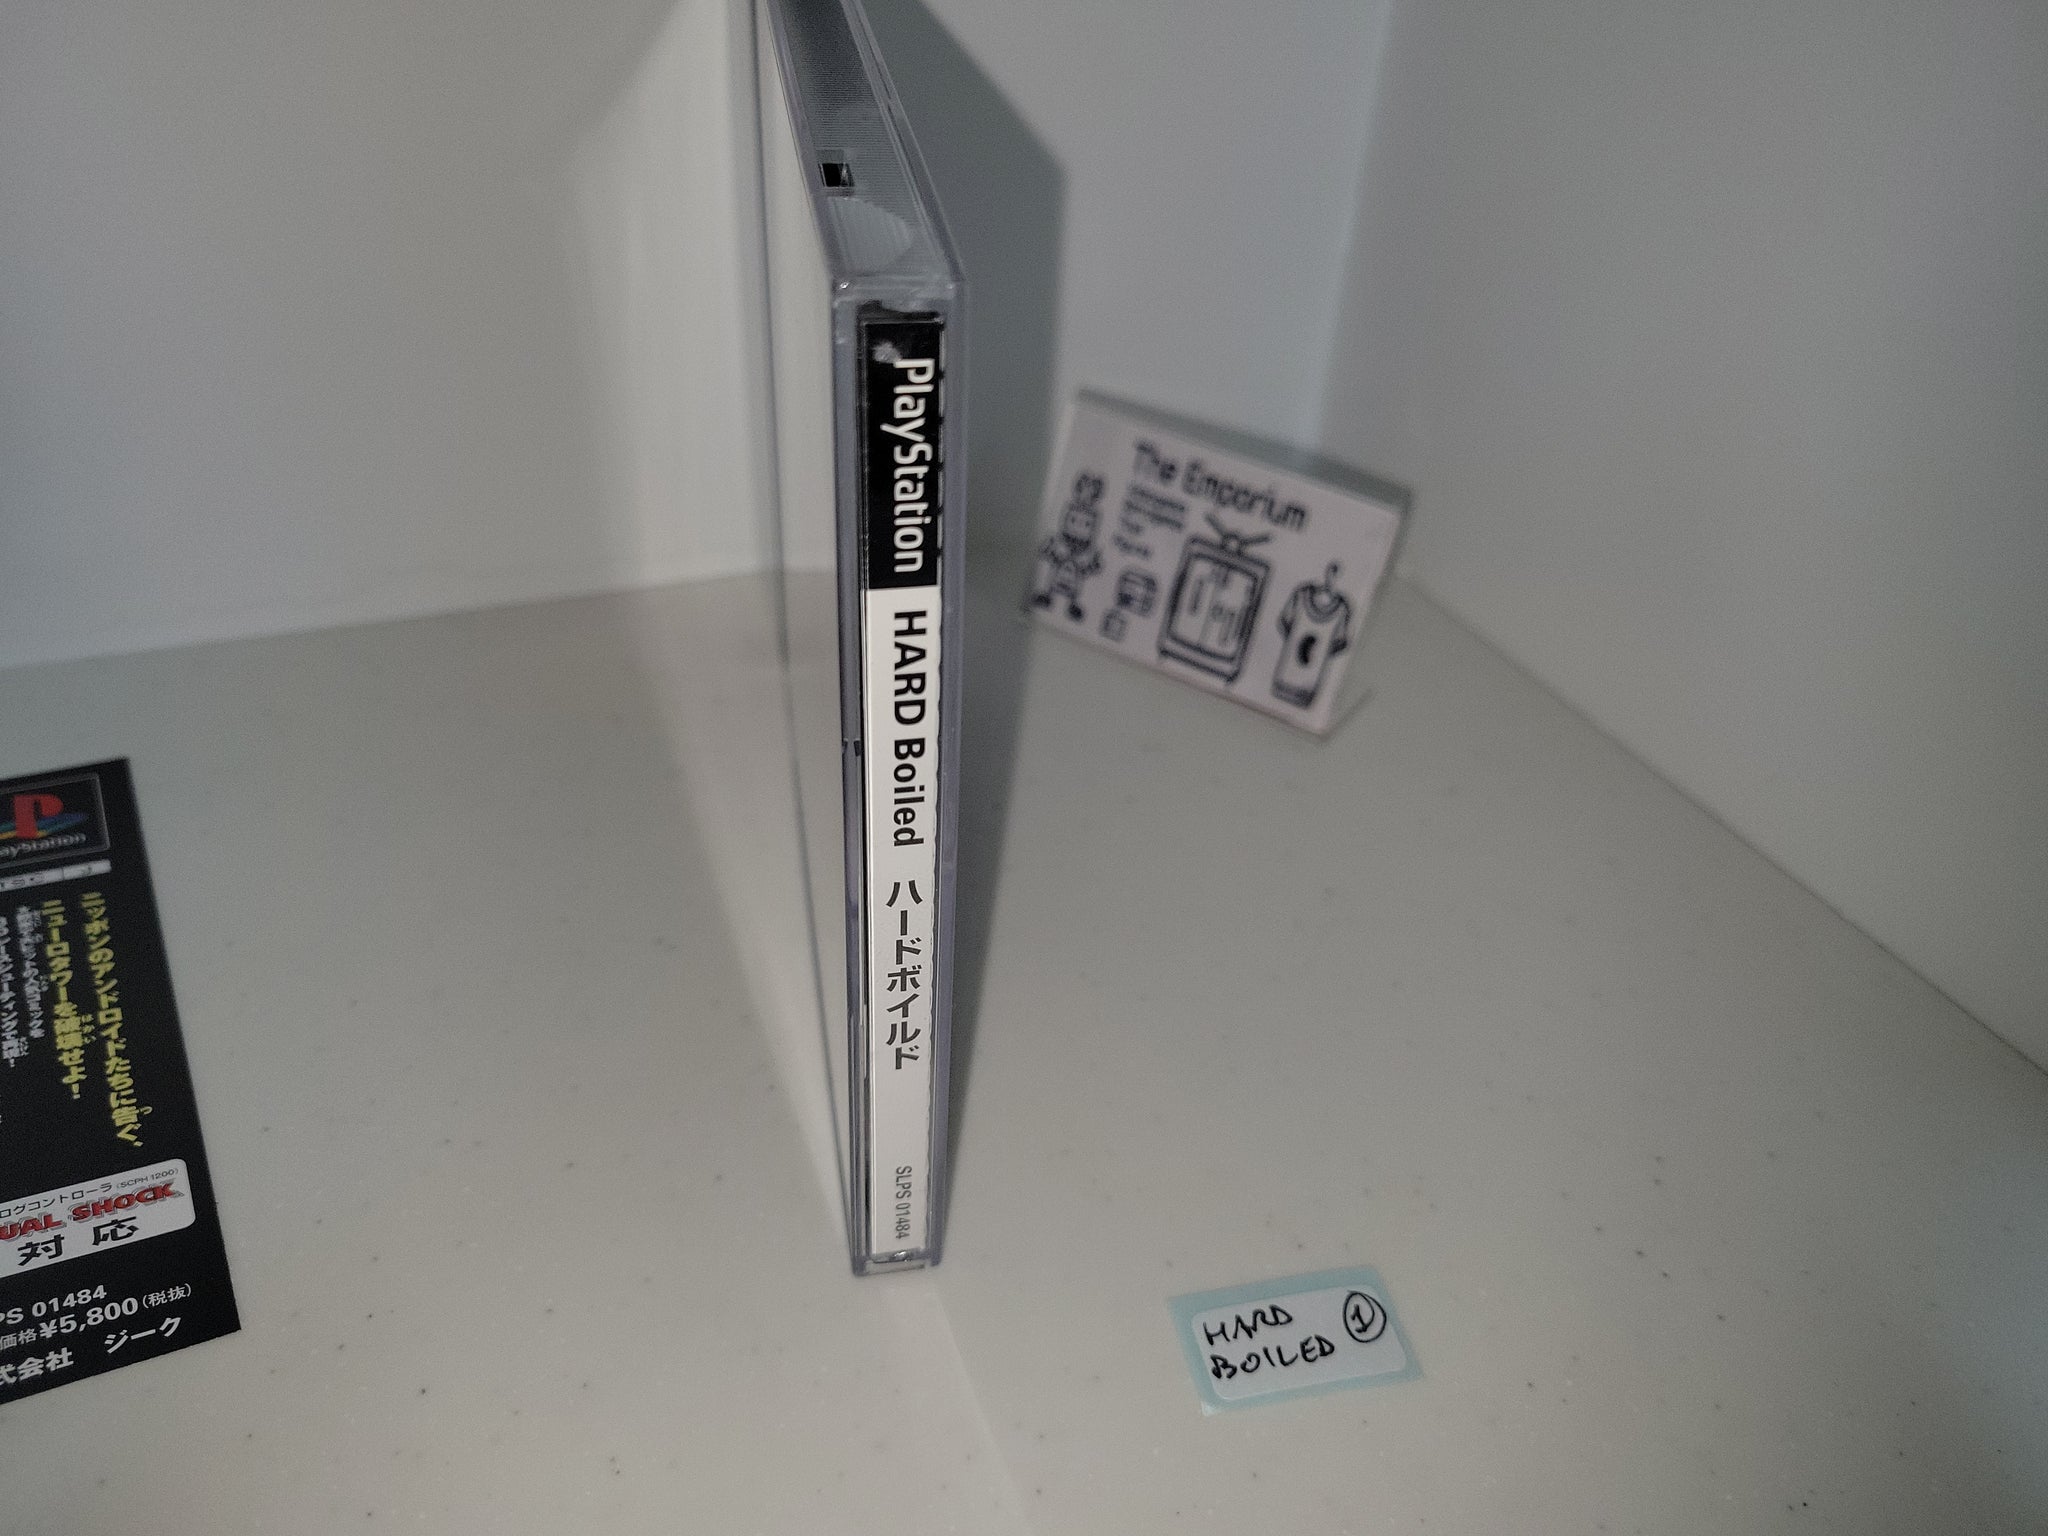 PlayStation HARD Boiled ハードボイルド SLPS 01484
The Emporium
ayStation
J
ニッポンのアンドロイドたちに告ぐ、
ニューロタワーを破壊せよ!
ログコントローラ(SCPH 1200)
UAL SHOCK
対応
PS 01484
価格¥5,800(税抜)
式会社 ジーク
HARD
BOILED
1